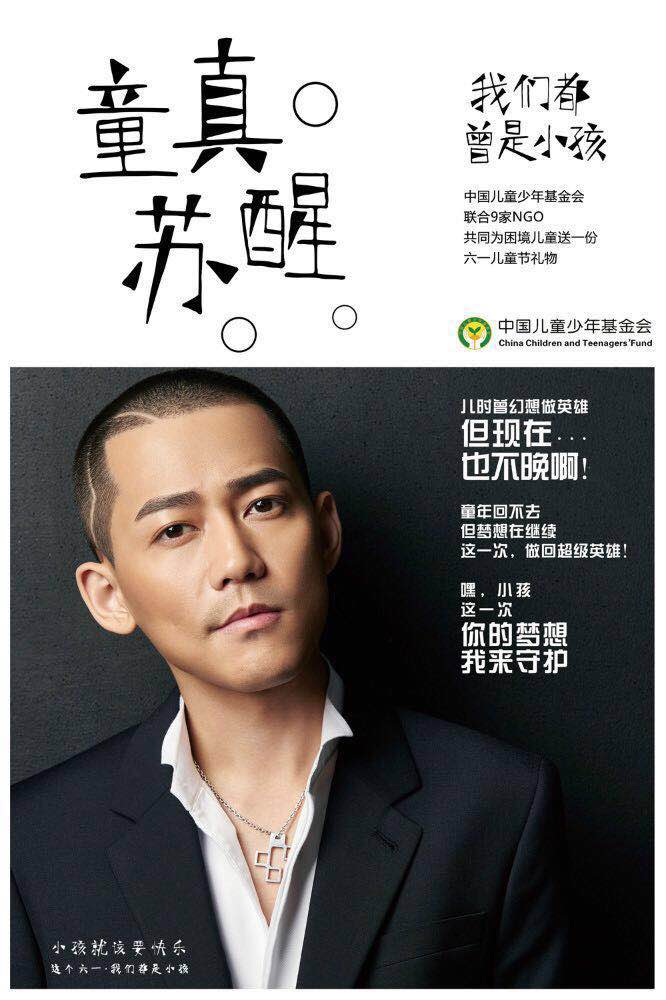 童真
苏醒
我们都
曾是小孩
中国儿童少年基金会
联合9家NGO
共同为困境儿童送一份
六一儿童节礼物
中国儿童少年基金会
China Children and Teenagers'Fund
儿时曾幻想做英雄
但现在...
也不晚啊!
童年回不去
但梦想在继续
这一次,做回超级英雄!
嘿,小孩
这一次
你的梦想
我来守护
小孩就该要快乐
这个六一·我们都是小孩